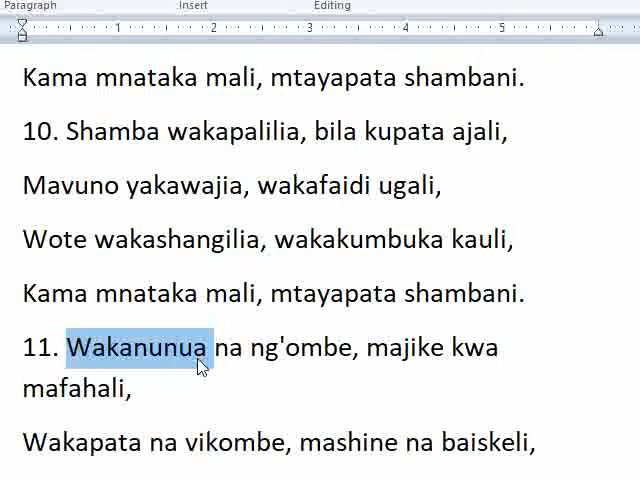 Paragraph Insert Editing
1 2 3 4 5
Kama mnataka mali, mtayapata shambani.
10. Shamba wakapalilia, bila kupata ajali,
Mavuno yakawajia, wakafaidi ugali,
Wote wakashangilia, wakakumbuka kauli,
Kama mnataka mali, mtayapata shambani.
11. Wakanunua na ng'ombe, majike kwa
mafahali,
Wakapata na vikombe, mashine na baiskeli,